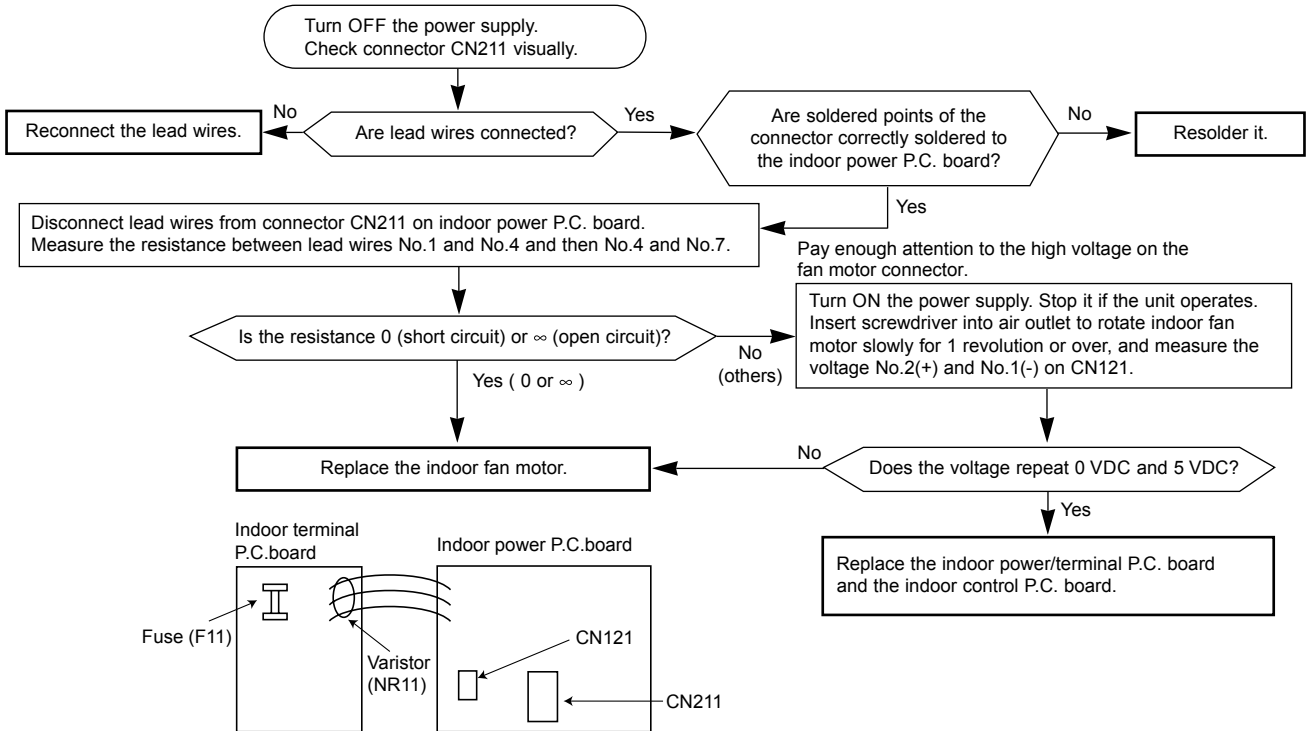 Turn OFF the power supply.
Check connector CN211 visually.
No
Yes
Reconnect the lead wires.
Are lead wires connected?
Are soldered points of the
connector correctly soldered to
the indoor power P.C. board?
No
Resolder it.
Yes
Disconnect lead wires from connector CN211 on indoor power P.C. board.
Measure the resistance between lead wires No.1 and No.4 and then No.4 and No.7.
Pay enough attention to the high voltage on the
fan motor connector.
Is the resistance 0 (short circuit) or ∞ (open circuit)?
No
(others)
Turn ON the power supply. Stop it if the unit operates.
Insert screwdriver into air outlet to rotate indoor fan
motor slowly for 1 revolution or over, and measure the
voltage No.2(+) and No.1(-) on CN121.
Yes ( 0 or ∞ )
Replace the indoor fan motor.
No
Does the voltage repeat 0 VDC and 5 VDC?
Yes
Replace the indoor power/terminal P.C. board
and the indoor control P.C. board.
Indoor terminal
P.C.board
Indoor power P.C.board
Fuse (F11)
Varistor
(NR11)
CN121
CN211